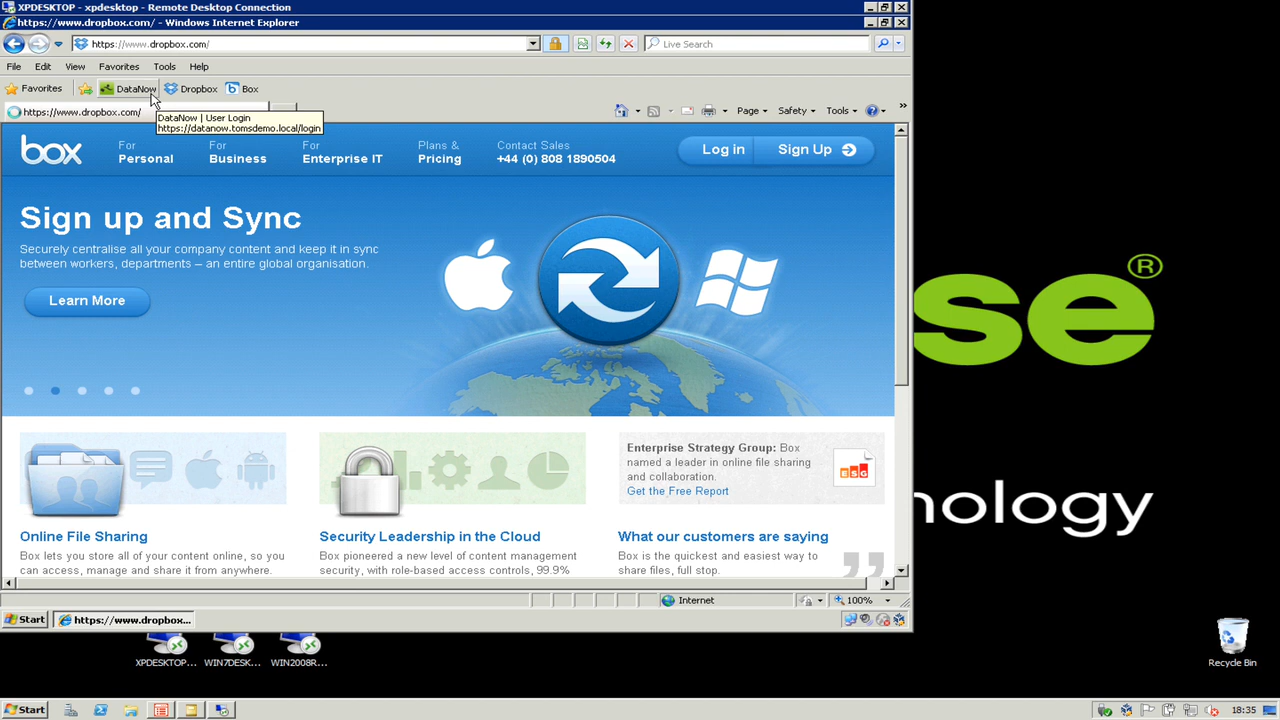 XPDESKTOP - xpdesktop - Remote Desktop Connection
https://www.dropbox.com/ - Windows Internet Explorer
https://www.dropbox.com/
Live Search
File Edit View Favorites Tools Help
Favorites DataNow Dropbox Box
https://www.dropbox.com/
Page Safety Tools
DataNow | User Login
https://datanow.tomsdemo.local/login
box
For Personal
For Business
For Enterprise IT
Plans & Pricing
Contact Sales
+44 (0) 808 1890504
Log in
Sign Up
Sign up and Sync
Securely centralise all your company content and keep it in sync
between workers, departments – an entire global organisation.
Learn More
Enterprise Strategy Group: Box
named a leader in online file sharing
and collaboration.
Get the Free Report
ESG
Online File Sharing
Box lets you store all of your content online, so you
can access, manage and share it from anywhere.
Security Leadership in the Cloud
Box pioneered a new level of content management
security, with role-based access controls, 99.9%
What our customers are saying
Box is the quickest and easiest way to
share files, full stop.
Internet
100%
Start
https://www.dropbox...
se®
nology
XPDESKTOP...
WIN7DESK...
WIN2008R...
Recycle Bin
Start
18:35